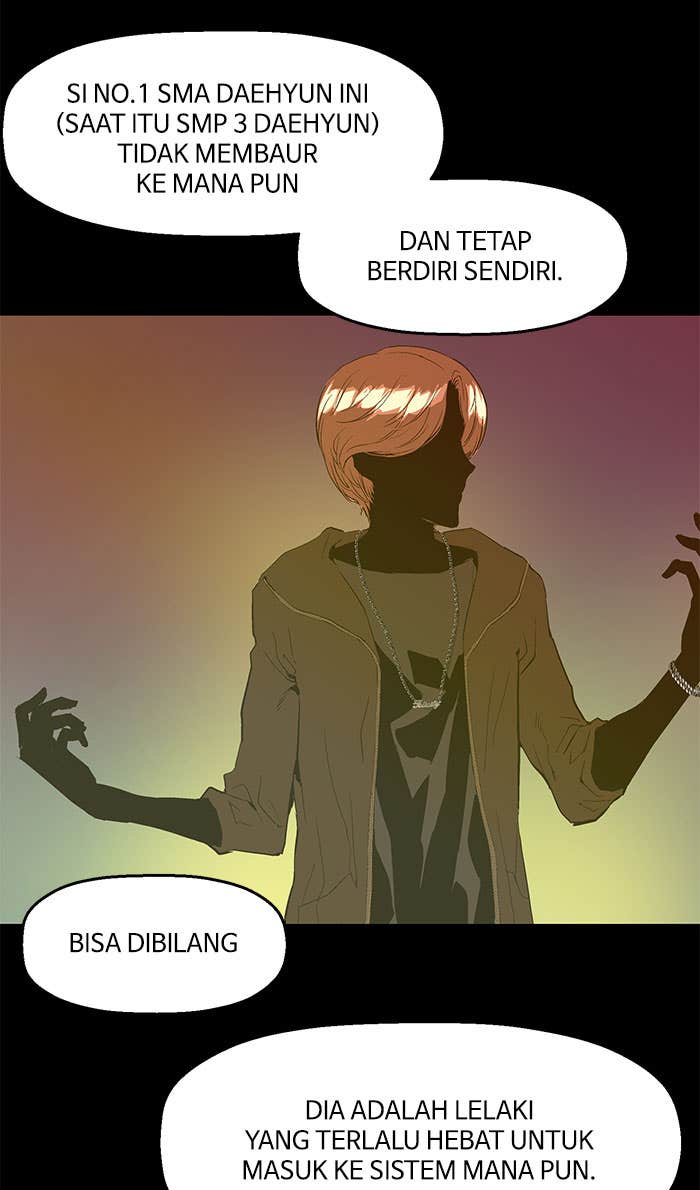 SI NO.1 SMA DAEHYUN INI
(SAAT ITU SMP 3 DAEHYUN)
TIDAK MEMBAUR
KE MANA PUN
DAN TETAP
BERDIRI SENDIRI.
BISA DIBILANG
DIA ADALAH LELAKI
YANG TERLALU HEBAT UNTUK
MASUK KE SISTEM MANA PUN.